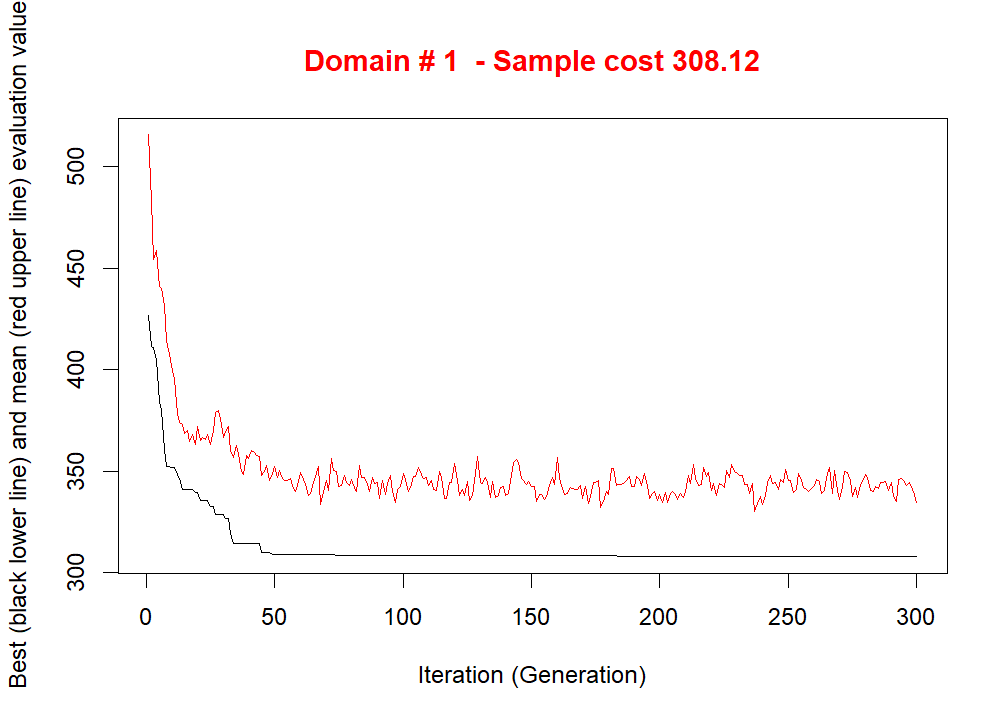 Domain # 1  - Sample cost 308.12
Best (black lower line) and mean (red upper line) evaluation value
500
450
400
350
300
0 50 100 150 200 250 300
Iteration (Generation)